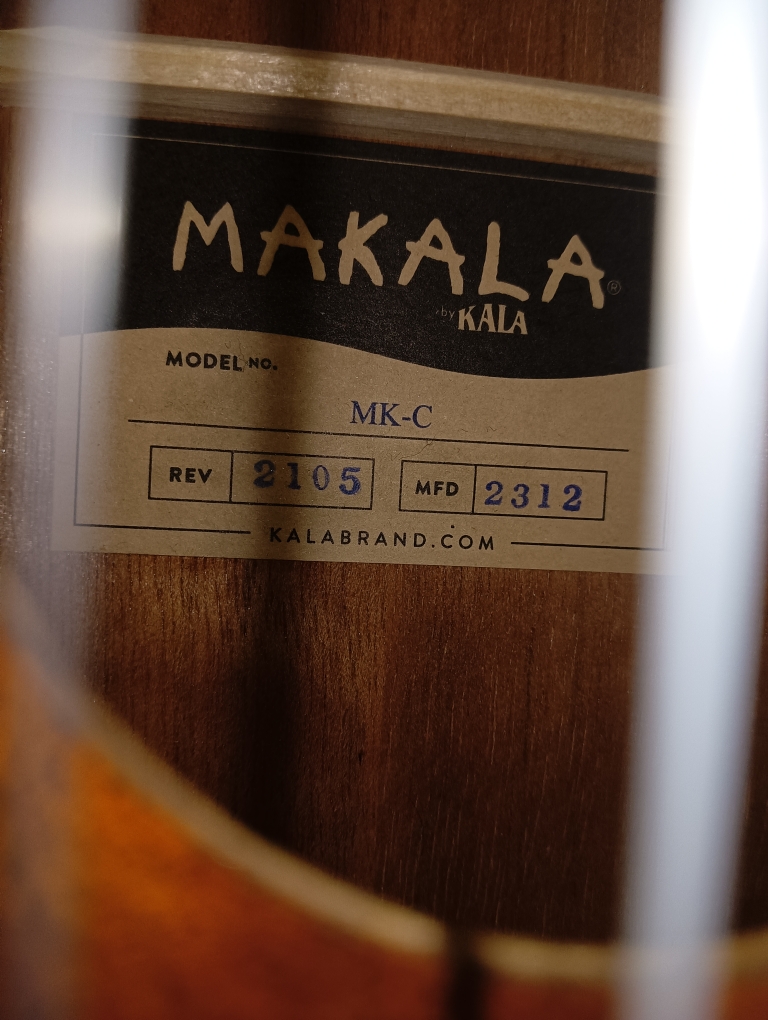 MAKALA®
by KALA
MODEL NO.
MK-C
REV 2105 MFD 2312
KALABRAND.COM